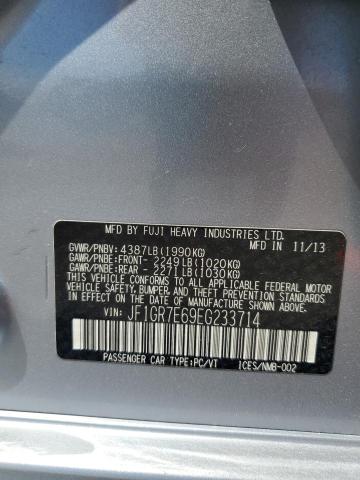 MFD BY FUJI HEAVY INDUSTRIES LTD.
GVWR/PNBV: 4387LB(1990KG) IN 11/13
GAWR/PNBE:FRONT- 2249LB(1020KG)
GAWR/PNBE:REAR - 2271LB(1030KG)
THIS VEHICLE CONFORMS TO ALL APPLICABLE FEDERAL MOTOR
VEHICLE SAFETY, BUMPER, AND THEFT PREVENTION STANDARDS
IN EFFECT ON THE DATE OF MANUFACTURE SHOWN ABOVE.
VIN: JF1GR7E69EG233714
PASSENGER CAR TYPE:PC/VT ICES/NMB-002